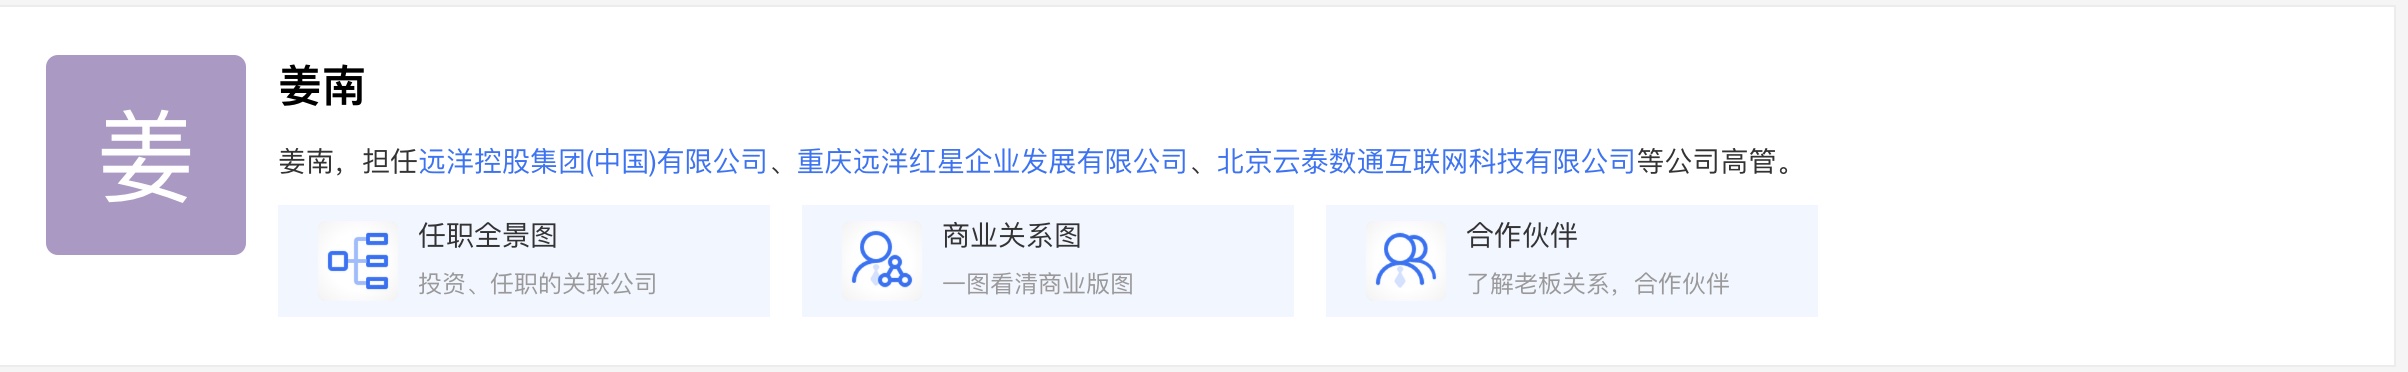 姜
姜南
姜南，担任远洋控股集团(中国)有限公司、重庆远洋红星企业发展有限公司、北京云泰数通互联网科技有限公司等公司高管。
任职全景图
投资、任职的关联公司
商业关系图
一图看清商业版图
合作伙伴
了解老板关系，合作伙伴